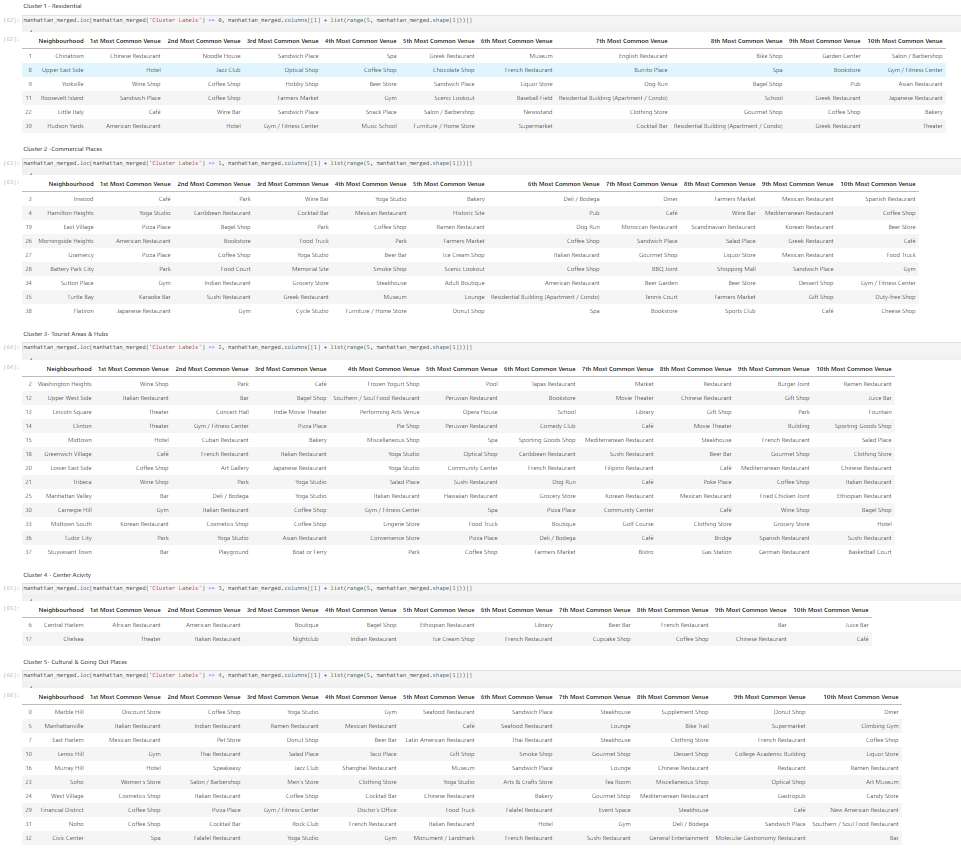 Cluster 1 - Residential
[62]: manhattan_merged.loc[manhattan_merged['Cluster Labels'] == 0, manhattan_merged.columns[[1] + list(range(5, manhattan_merged.shape[1]))]]
[62]: Neighbourhood 1st Most Common Venue 2nd Most Common Venue 3rd Most Common Venue 4th Most Common Venue 5th Most Common Venue 6th Most Common Venue 7th Most Common Venue 8th Most Common Venue 9th Most Common Venue 10th Most Common Venue
1 Chinatown Chinese Restaurant Noodle House Sandwich Place Spa Greek Restaurant Museum English Restaurant Bike Shop Garden Center Salon / Barbershop
8 Upper East Side Hotel Jazz Club Optical Shop Coffee Shop Chocolate Shop French Restaurant Burrito Place Spa Bookstore Gym / Fitness Center
9 Yorkville Wine Shop Coffee Shop Hobby Shop Beer Store Sandwich Place Liquor Store Dog Run Bagel Shop Pub Asian Restaurant
11 Roosevelt Island Sandwich Place Coffee Shop Farmers Market Gym Scenic Lookout Baseball Field Residential Building (Apartment / Condo) School Greek Restaurant Japanese Restaurant
22 Little Italy Café Wine Bar Sandwich Place Snack Place Salon / Barbershop Newsstand Clothing Store Gourmet Shop Coffee Shop Bakery
39 Hudson Yards American Restaurant Hotel Gym / Fitness Center Music School Furniture / Home Store Supermarket Cocktail Bar Residential Building (Apartment / Condo) Greek Restaurant Theater
Cluster 2 -Commercial Places
[63]: manhattan_merged.loc[manhattan_merged['Cluster Labels'] == 1, manhattan_merged.columns[[1] + list(range(5, manhattan_merged.shape[1]))]]
[63]: Neighbourhood 1st Most Common Venue 2nd Most Common Venue 3rd Most Common Venue 4th Most Common Venue 5th Most Common Venue 6th Most Common Venue 7th Most Common Venue 8th Most Common Venue 9th Most Common Venue 10th Most Common Venue
3 Inwood Café Park Wine Bar Yoga Studio Bakery Deli / Bodega Diner Farmers Market Mexican Restaurant Spanish Restaurant
4 Hamilton Heights Yoga Studio Caribbean Restaurant Cocktail Bar Mexican Restaurant Historic Site Pub Café Wine Bar Mediterranean Restaurant Coffee Shop
19 East Village Pizza Place Bagel Shop Park Coffee Shop Ramen Restaurant Dog Run Moroccan Restaurant Scandinavian Restaurant Korean Restaurant Beer Store
26 Morningside Heights American Restaurant Bookstore Food Truck Park Farmers Market Coffee Shop Sandwich Place Salad Place Greek Restaurant Café
27 Gramercy Pizza Place Coffee Shop Yoga Studio Beer Bar Ice Cream Shop Italian Restaurant Gourmet Shop Liquor Store Mexican Restaurant Food Truck
28 Battery Park City Park Food Court Memorial Site Smoke Shop Scenic Lookout Coffee Shop BBQ Joint Shopping Mall Sandwich Place Gym
34 Sutton Place Gym Indian Restaurant Grocery Store Steakhouse Adult Boutique American Restaurant Beer Garden Beer Store Dessert Shop Gym / Fitness Center
35 Turtle Bay Karaoke Bar Sushi Restaurant Greek Restaurant Museum Lounge Residential Building (Apartment / Condo) Tennis Court Farmers Market Gift Shop Duty-free Shop
38 Flatiron Japanese Restaurant Gym Cycle Studio Furniture / Home Store Donut Shop Spa Bookstore Sports Club Café Cheese Shop
Cluster 3- Tourist Areas & Hubs
[64]: manhattan_merged.loc[manhattan_merged['Cluster Labels'] == 2, manhattan_merged.columns[[1] + list(range(5, manhattan_merged.shape[1]))]]
[64]: Neighbourhood 1st Most Common Venue 2nd Most Common Venue 3rd Most Common Venue 4th Most Common Venue 5th Most Common Venue 6th Most Common Venue 7th Most Common Venue 8th Most Common Venue 9th Most Common Venue 10th Most Common Venue
2 Washington Heights Wine Shop Park Café Frozen Yogurt Shop Pool Tapas Restaurant Market Restaurant Burger Joint Ramen Restaurant
12 Upper West Side Italian Restaurant Bar Bagel Shop Southern / Soul Food Restaurant Peruvian Restaurant Bookstore Movie Theater Chinese Restaurant Gift Shop Juice Bar
13 Lincoln Square Theater Concert Hall Indie Movie Theater Performing Arts Venue Opera House School Library Gift Shop Park Fountain
14 Clinton Theater Gym / Fitness Center Pizza Place Pie Shop Peruvian Restaurant Comedy Club Café Movie Theater Building Sporting Goods Shop
15 Midtown Hotel Cuban Restaurant Bakery Miscellaneous Shop Spa Sporting Goods Shop Mediterranean Restaurant Steakhouse French Restaurant Salad Place
18 Greenwich Village Café French Restaurant Italian Restaurant Yoga Studio Optical Shop Caribbean Restaurant Sushi Restaurant Beer Bar Gourmet Shop Clothing Store
20 Lower East Side Coffee Shop Art Gallery Japanese Restaurant Yoga Studio Community Center French Restaurant Filipino Restaurant Café Mediterranean Restaurant Chinese Restaurant
21 Tribeca Wine Shop Park Yoga Studio Salad Place Sushi Restaurant Dog Run Café Poke Place Coffee Shop Italian Restaurant
25 Manhattan Valley Bar Deli / Bodega Yoga Studio Italian Restaurant Hawaiian Restaurant Grocery Store Korean Restaurant Mexican Restaurant Fried Chicken Joint Ethiopian Restaurant
30 Carnegie Hill Gym Italian Restaurant Coffee Shop Gym / Fitness Center Spa Pizza Place Community Center Café Wine Shop Bagel Shop
33 Midtown South Korean Restaurant Cosmetics Shop Coffee Shop Lingerie Store Food Truck Boutique Golf Course Clothing Store Grocery Store Hotel
36 Tudor City Park Yoga Studio Asian Restaurant Convenience Store Pizza Place Deli / Bodega Café Bridge Spanish Restaurant Sushi Restaurant
37 Stuyvesant Town Bar Playground Boat or Ferry Park Coffee Shop Farmers Market Bistro Gas Station German Restaurant Basketball Court
Cluster 4 - Center Acivity
[65]: manhattan_merged.loc[manhattan_merged['Cluster Labels'] == 3, manhattan_merged.columns[[1] + list(range(5, manhattan_merged.shape[1]))]]
[65]: Neighbourhood 1st Most Common Venue 2nd Most Common Venue 3rd Most Common Venue 4th Most Common Venue 5th Most Common Venue 6th Most Common Venue 7th Most Common Venue 8th Most Common Venue 9th Most Common Venue 10th Most Common Venue
6 Central Harlem African Restaurant American Restaurant Boutique Bagel Shop Ethiopian Restaurant Library Beer Bar French Restaurant Bar Juice Bar
17 Chelsea Theater Italian Restaurant Nightclub Indian Restaurant Ice Cream Shop French Restaurant Cupcake Shop Coffee Shop Chinese Restaurant Café
Cluster 5- Cultural & Going Out Places
[66]: manhattan_merged.loc[manhattan_merged['Cluster Labels'] == 4, manhattan_merged.columns[[1] + list(range(5, manhattan_merged.shape[1]))]]
[66]: Neighbourhood 1st Most Common Venue 2nd Most Common Venue 3rd Most Common Venue 4th Most Common Venue 5th Most Common Venue 6th Most Common Venue 7th Most Common Venue 8th Most Common Venue 9th Most Common Venue 10th Most Common Venue
0 Marble Hill Discount Store Coffee Shop Yoga Studio Gym Seafood Restaurant Sandwich Place Steakhouse Supplement Shop Donut Shop Diner
5 Manhattanville Italian Restaurant Indian Restaurant Ramen Restaurant Mexican Restaurant Café Seafood Restaurant Lounge Bike Trail Supermarket Climbing Gym
7 East Harlem Mexican Restaurant Pet Store Donut Shop Beer Bar Latin American Restaurant Thai Restaurant Steakhouse Clothing Store French Restaurant Coffee Shop
10 Lenox Hill Gym Thai Restaurant Salad Place Taco Place Gift Shop Smoke Shop Gourmet Shop Dessert Shop College Academic Building Liquor Store
16 Murray Hill Hotel Speakeasy Jazz Club Shanghai Restaurant Museum Sandwich Place Lounge Chinese Restaurant Restaurant Ramen Restaurant
23 Soho Women's Store Salon / Barbershop Men's Store Clothing Store Yoga Studio Arts & Crafts Store Tea Room Miscellaneous Shop Optical Shop Art Museum
24 West Village Cosmetics Shop Italian Restaurant Coffee Shop Cocktail Bar Chinese Restaurant Bakery Gourmet Shop Mediterranean Restaurant Gastropub Candy Store
29 Financial District Coffee Shop Pizza Place Gym / Fitness Center Doctor's Office Food Truck Falafel Restaurant Event Space Steakhouse Café New American Restaurant
31 Noho Coffee Shop Cocktail Bar Rock Club French Restaurant Italian Restaurant Hotel Gym Deli / Bodega Sandwich Place Southern / Soul Food Restaurant
32 Civic Center Spa Falafel Restaurant Yoga Studio Gym Monument / Landmark French Restaurant Sushi Restaurant General Entertainment Molecular Gastronomy Restaurant Bar